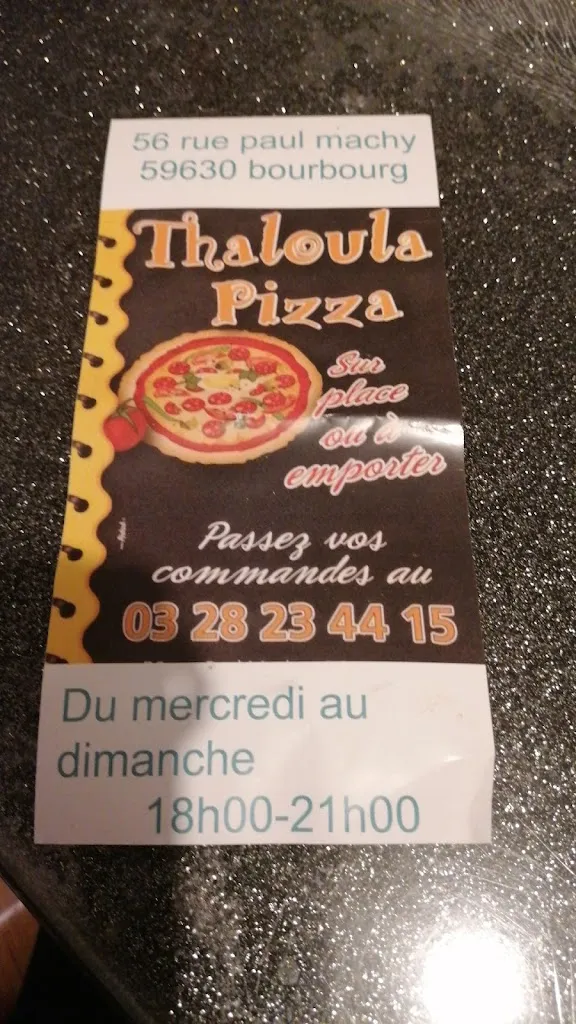 56 rue paul machy
59630 bourbourg
Thaloula
Pizza
Sur
place
ou à
emporter
Passez vos
commandes au
03 28 23 44 15
Du mercredi au
dimanche
18h00-21h00